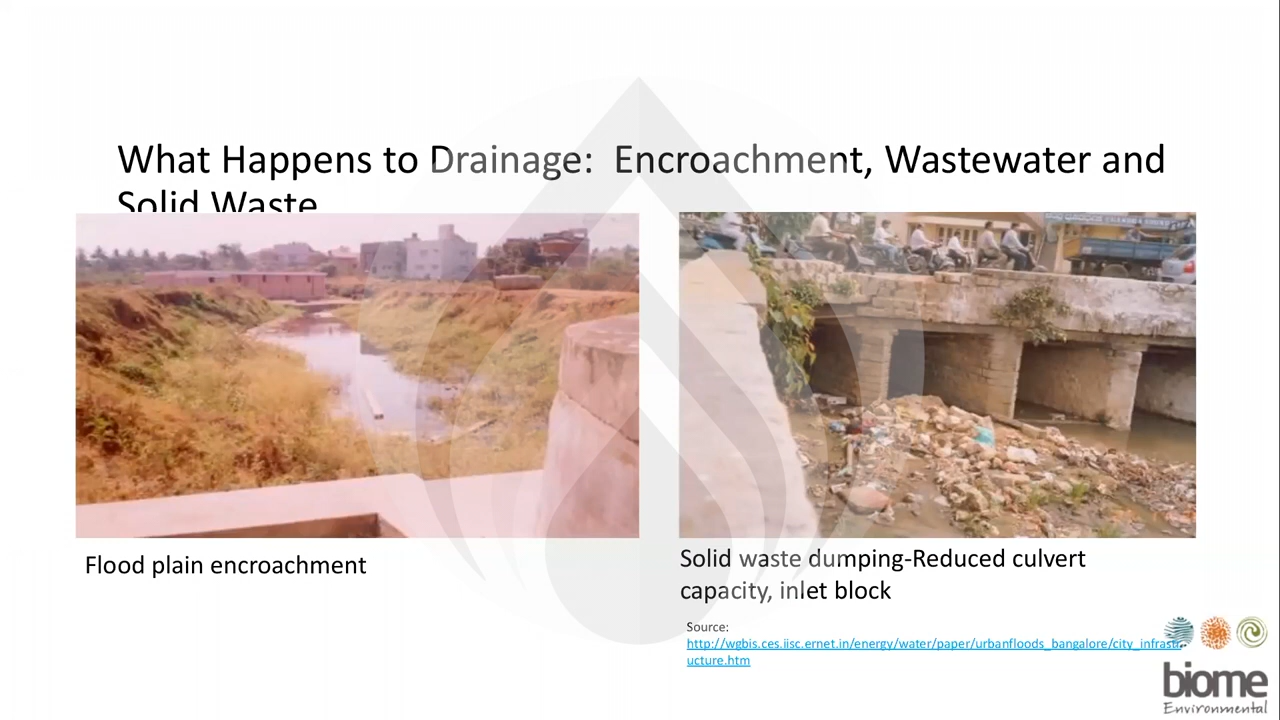 What Happens to Drainage:  Encroachment, Wastewater and
Solid Waste
Flood plain encroachment
Solid waste dumping-Reduced culvert
capacity, inlet block
Source:
http://wgbis.ces.iisc.ernet.in/energy/water/paper/urbanfloods_bangalore/city_infrastr
ucture.htm
biome
Environmental